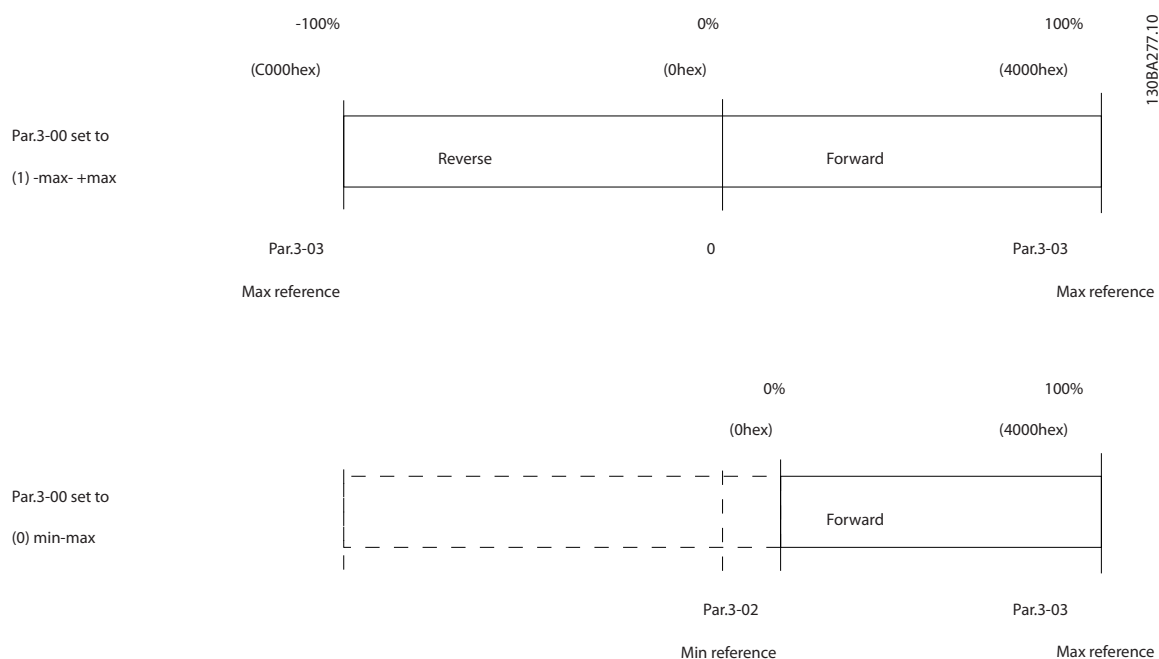 -100% 0% 100%
(C000hex) (0hex) (4000hex)
130BA277.10
Par.3-00 set to
(1) -max- +max
Reverse Forward
Par.3-03 0 Par.3-03
Max reference Max reference
0% 100%
(0hex) (4000hex)
Par.3-00 set to
(0) min-max
Forward
Par.3-02 Par.3-03
Min reference Max reference